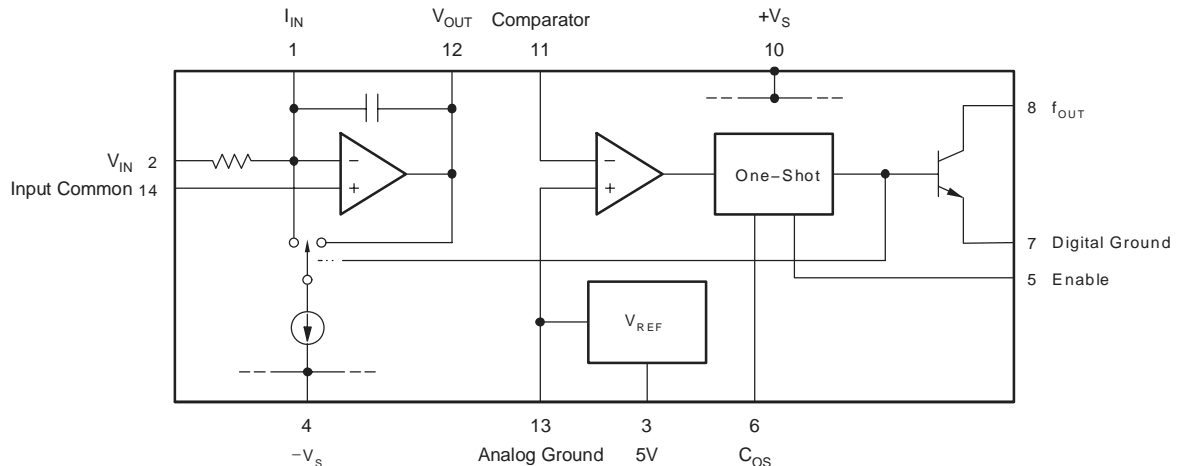 I_IN V_OUT Comparator +V_S
1 12 11 10
8 f_OUT
V_IN 2
Input Common 14
− + − +
One−Shot
7 Digital Ground
5 Enable
V_REF
4 13 3 6
−V_S Analog Ground 5V C_OS